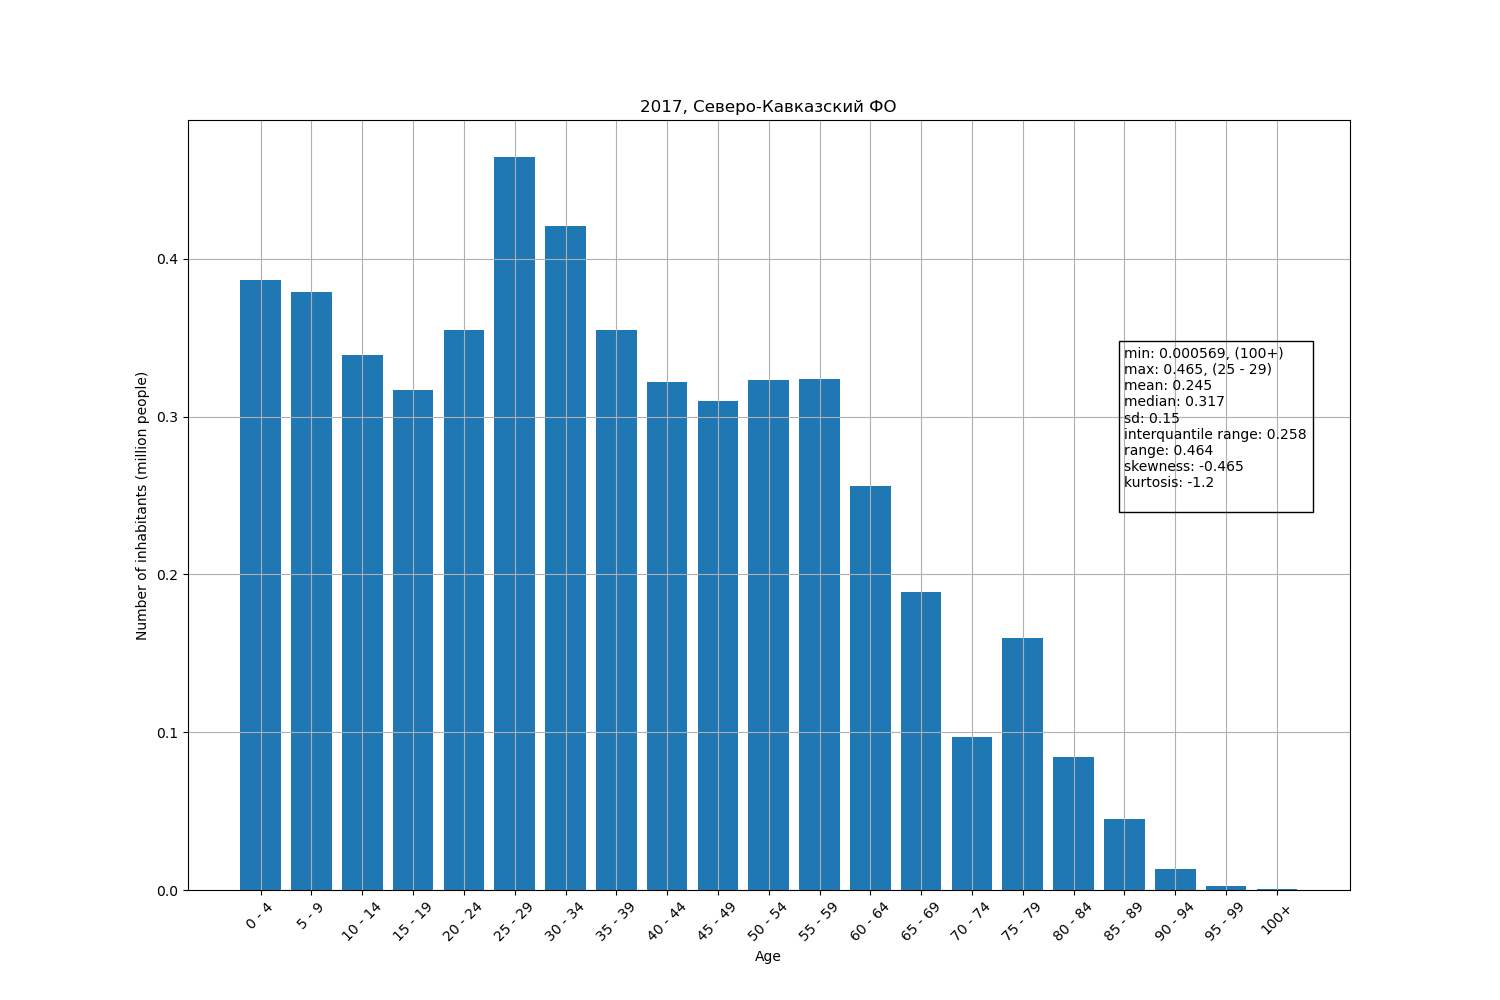 2017, Северо-Кавказский ФО
Number of inhabitants (million people)
0.4
0.3
0.2
0.1
0.0
min: 0.000569, (100+)
max: 0.465, (25 - 29)
mean: 0.245
median: 0.317
sd: 0.15
interquantile range: 0.258
range: 0.464
skewness: -0.465
kurtosis: -1.2
0 - 4
5 - 9
10 - 14
15 - 19
20 - 24
25 - 29
30 - 34
35 - 39
40 - 44
45 - 49
50 - 54
55 - 59
60 - 64
65 - 69
70 - 74
75 - 79
80 - 84
85 - 89
90 - 94
95 - 99
100+
Age